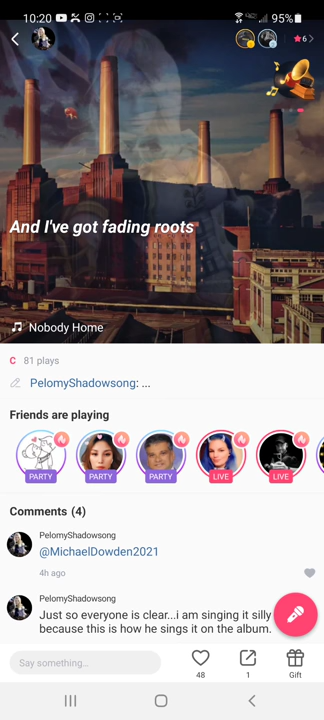 10:20
95%
6
And I've got fading roots
Nobody Home
C 81 plays
PelomyShadowsong: ...
Friends are playing
PARTY PARTY PARTY LIVE LIVE
Comments (4)
PelomyShadowsong
@MichaelDowden2021
4h ago
PelomyShadowsong
Just so everyone is clear...i am singing it silly
because this is how he sings it on the album.
Say something...
48 1 Gift